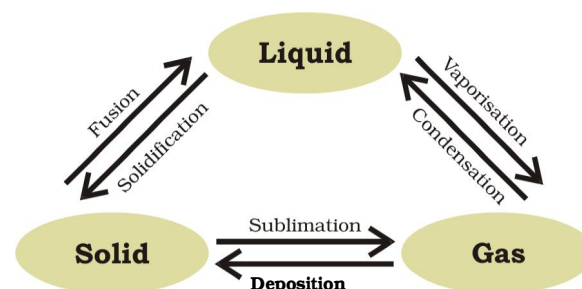 Liquid
Fusion
Solidification
Vaporisation
Condensation
Sublimation
Solid
Gas
Deposition